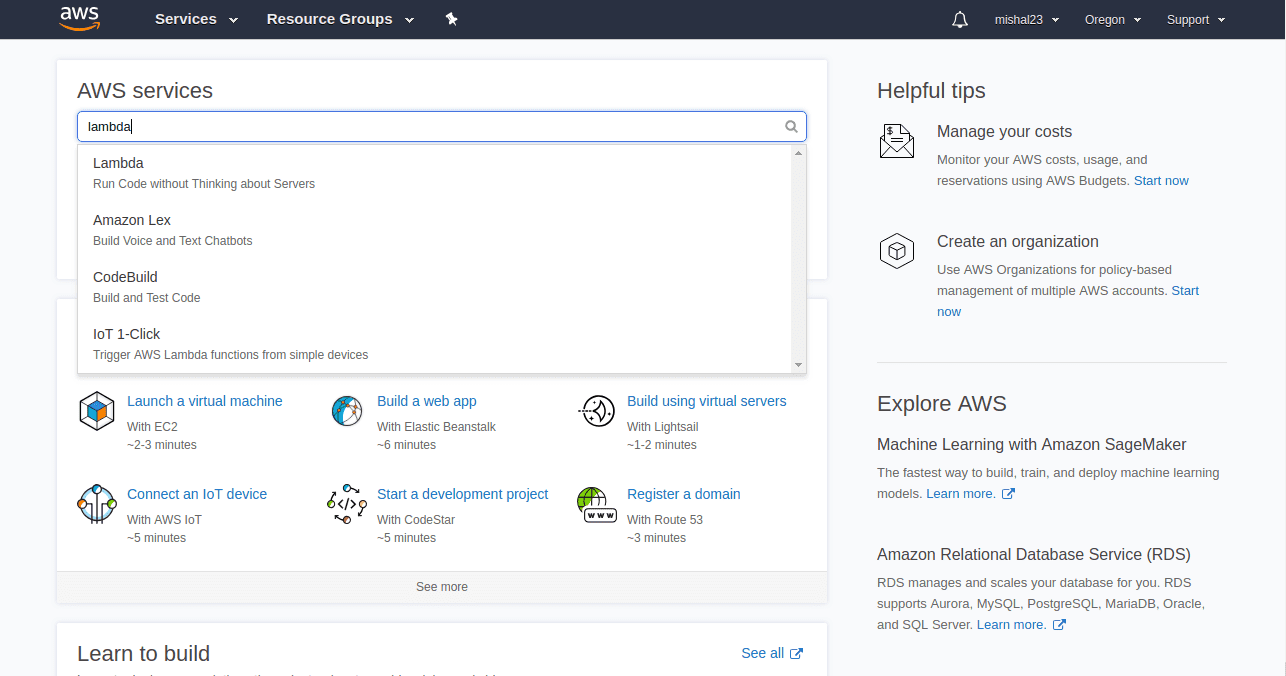 aws
Services
Resource Groups
mishal23
Oregon
Support
AWS services
lambda
Lambda
Run Code without Thinking about Servers
Amazon Lex
Build Voice and Text Chatbots
CodeBuild
Build and Test Code
IoT 1-Click
Trigger AWS Lambda functions from simple devices
Launch a virtual machine
With EC2
~2-3 minutes
Build a web app
With Elastic Beanstalk
~6 minutes
Build using virtual servers
With Lightsail
~1-2 minutes
Connect an IoT device
With AWS IoT
~5 minutes
Start a development project
With CodeStar
~5 minutes
www
Register a domain
With Route 53
~3 minutes
See more
Learn to build
See all
Helpful tips
$
Manage your costs
Monitor your AWS costs, usage, and
reservations using AWS Budgets. Start now
Create an organization
Use AWS Organizations for policy-based
management of multiple AWS accounts. Start
now
Explore AWS
Machine Learning with Amazon SageMaker
The fastest way to build, train, and deploy machine learning
models. Learn more.
Amazon Relational Database Service (RDS)
RDS manages and scales your database for you. RDS
supports Aurora, MySQL, PostgreSQL, MariaDB, Oracle,
and SQL Server. Learn more.